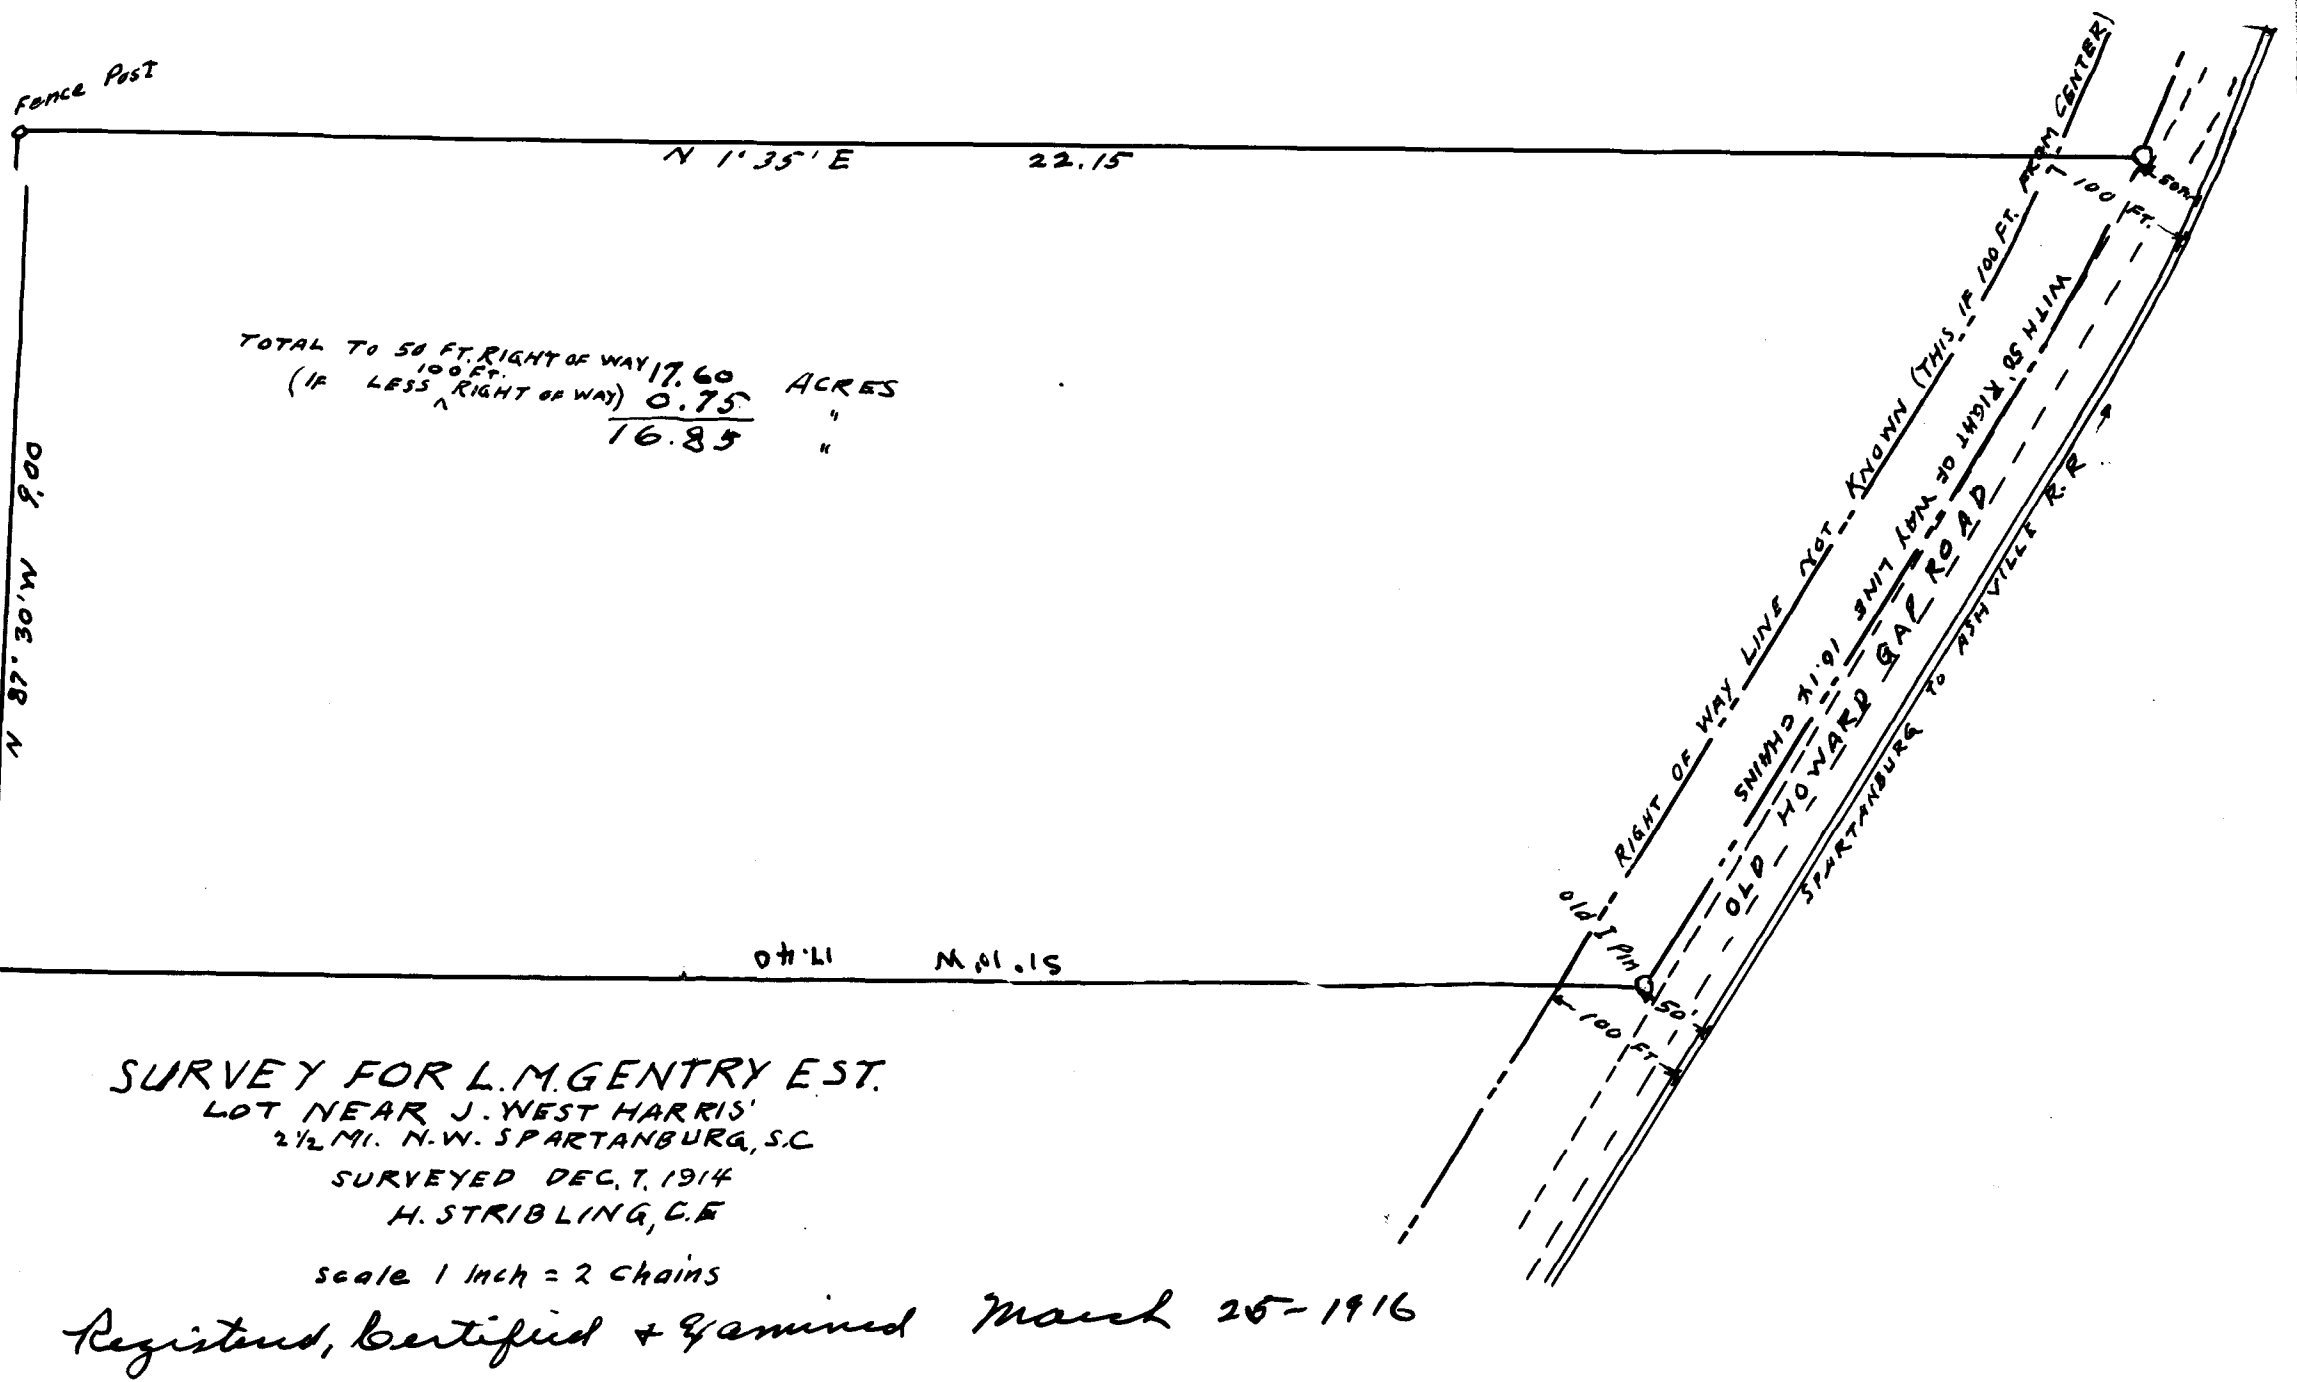 Fence Post
N 1° 35' E 22.15
TOTAL TO 50 FT. RIGHT OF WAY 17.60 ACRES
100 FT.
(IF LESS ^ RIGHT OF WAY) 0.75 "
16.85 "
N 87° 30' W 9.00
S1° 10' W 17.40
RIGHT OF WAY LINE NOT KNOWN (THIS IF 100 FT. FROM CENTER)
100 FT.
50 FT.
WITH 50' RIGHT OF WAY LINE 16.1X CHAINS
OLD HOWARD GAP ROAD
SPARTANBURG TO ASHVILLE R.R
Old I Pin
50'
100 FT
SURVEY FOR L.M. GENTRY EST.
LOT NEAR J. WEST HARRIS'
2 1/2 MI. N.W. SPARTANBURG, S.C
SURVEYED DEC. 7. 1914
H. STRIBLING, C.E
Scale 1 Inch = 2 Chains
Registered, Certified & Examined March 25-1916